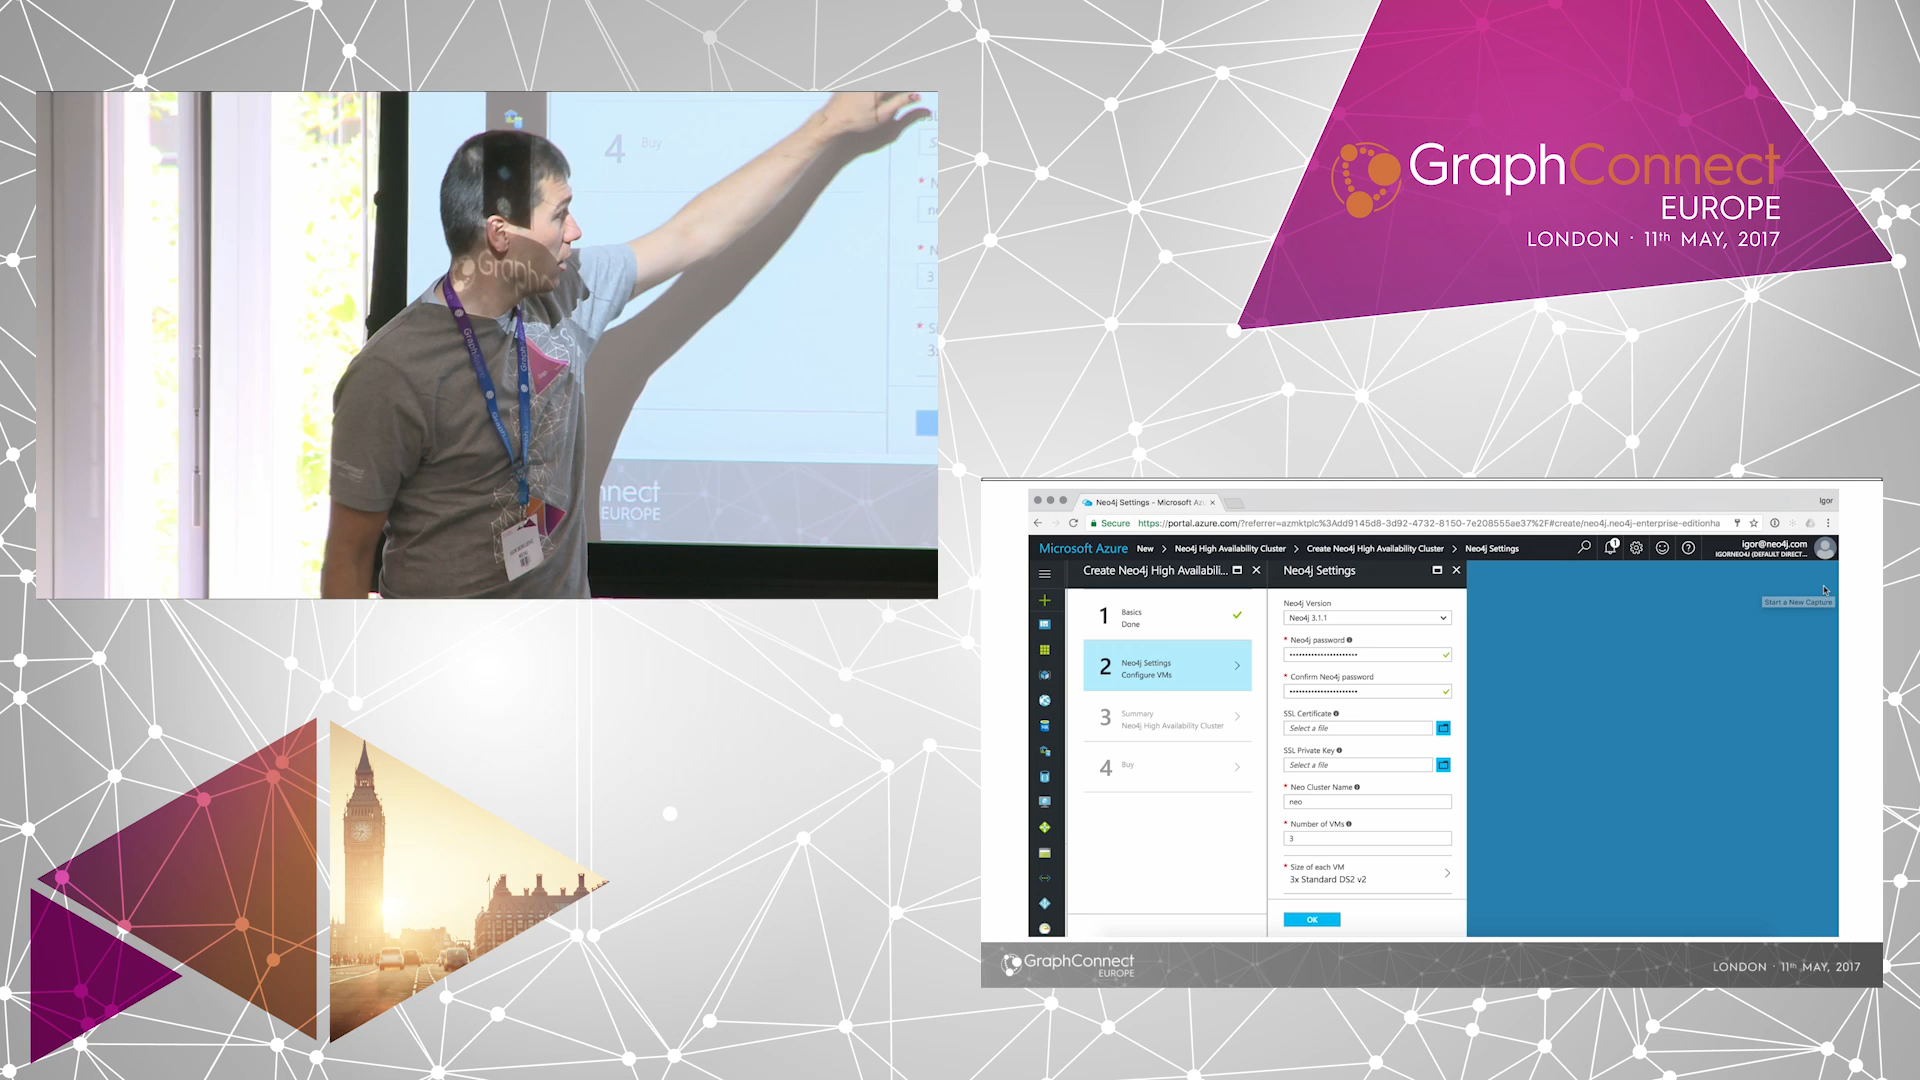 GraphConnect
EUROPE
LONDON · 11th MAY, 2017
4 Buy
3
Graph
nnect
EUROPE
Neo4j Settings - Microsoft Az
Igor
Secure
https://portal.azure.com/?referrer=azmktplc%3Add9145d8-3d92-4732-8150-7e208555ae37%2F#create/neo4j.neo4j-enterprise-editionha
Microsoft Azure New > Neo4j High Availability Cluster > Create Neo4j High Availability Cluster > Neo4j Settings
1
igor@neo4j.com
IGORNEO4J (DEFAULT DIRECT...
Create Neo4j High Availabili...
1 Basics
Done
2 Neo4j Settings
Configure VMs
3 Summary
Neo4j High Availability Cluster
4 Buy
Neo4j Settings
Neo4j Version
Neo4j 3.1.1
* Neo4j password
* Confirm Neo4j password
SSL Certificate
Select a file
SSL Private Key
Select a file
* Neo Cluster Name
neo
* Number of VMs
3
* Size of each VM
3x Standard DS2 v2
OK
Start a New Capture
GraphConnect
EUROPE
LONDON · 11th MAY, 2017